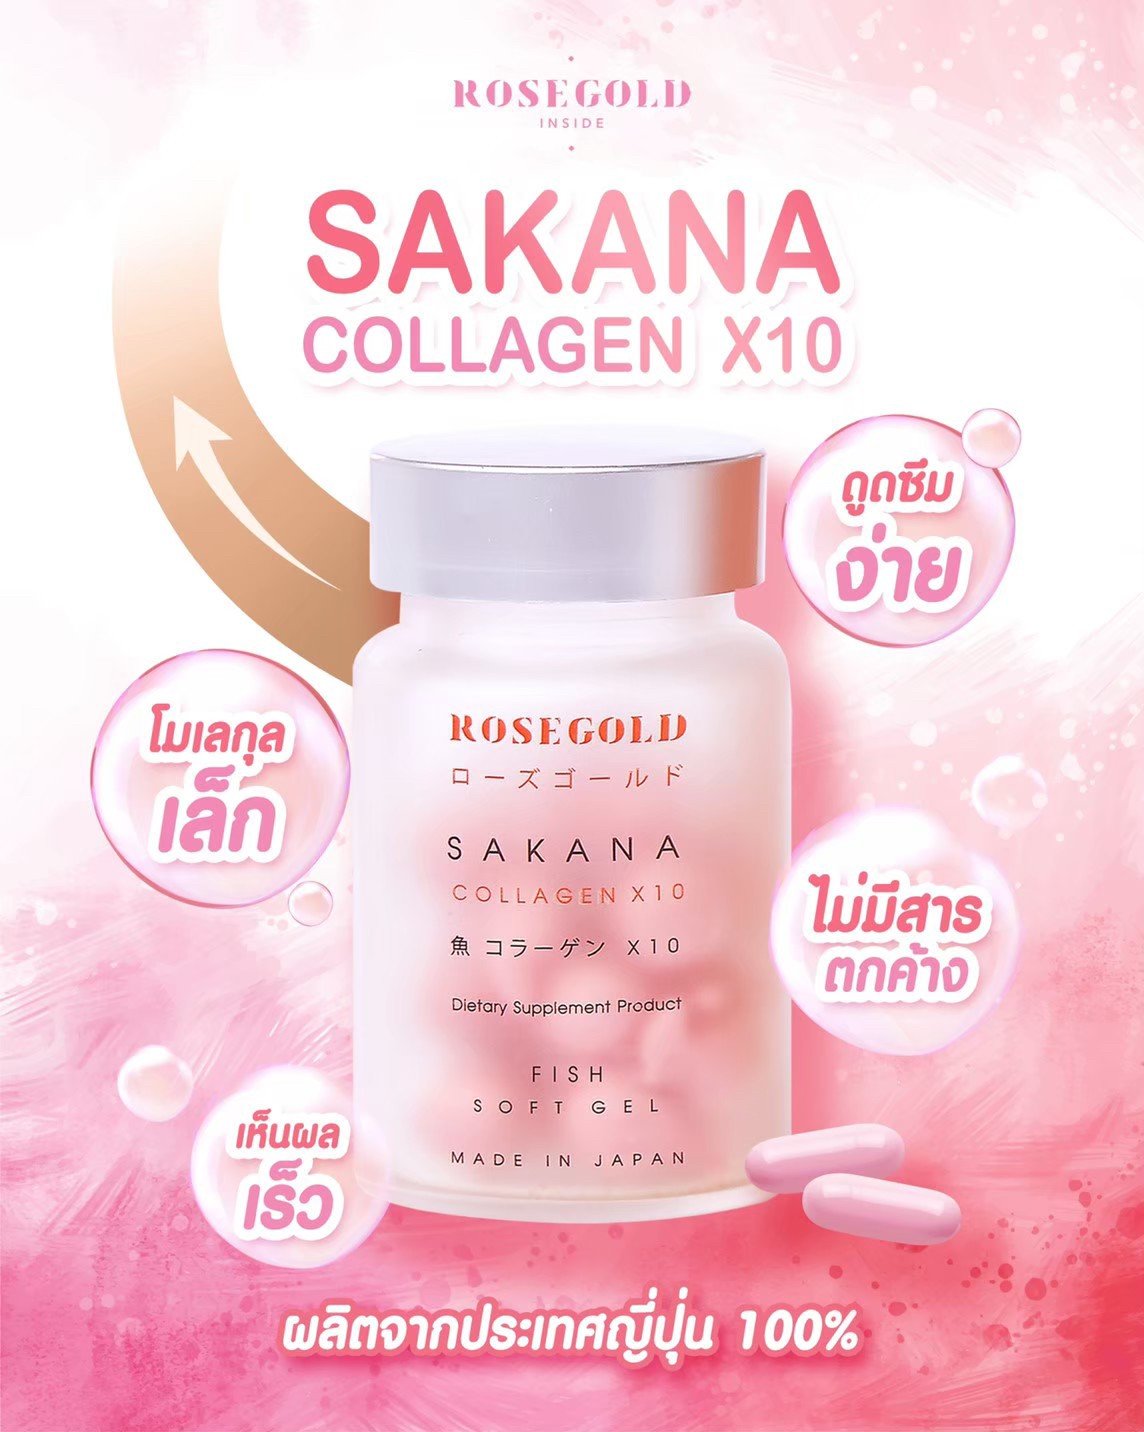 ROSEGOLD
INSIDE
SAKANA
COLLAGEN X10
ดูดซึม
ง่าย
โมเลกุล
เล็ก
ROSEGOLD
ローズゴールド
SAKANA
COLLAGEN X10
魚 コラーゲン X10
Dietary Supplement Product
FISH
SOFT GEL
MADE IN JAPAN
ไม่มีสาร
ตกค้าง
เห็นผล
เร็ว
ผลิตจากประเทศญี่ปุ่น 100%